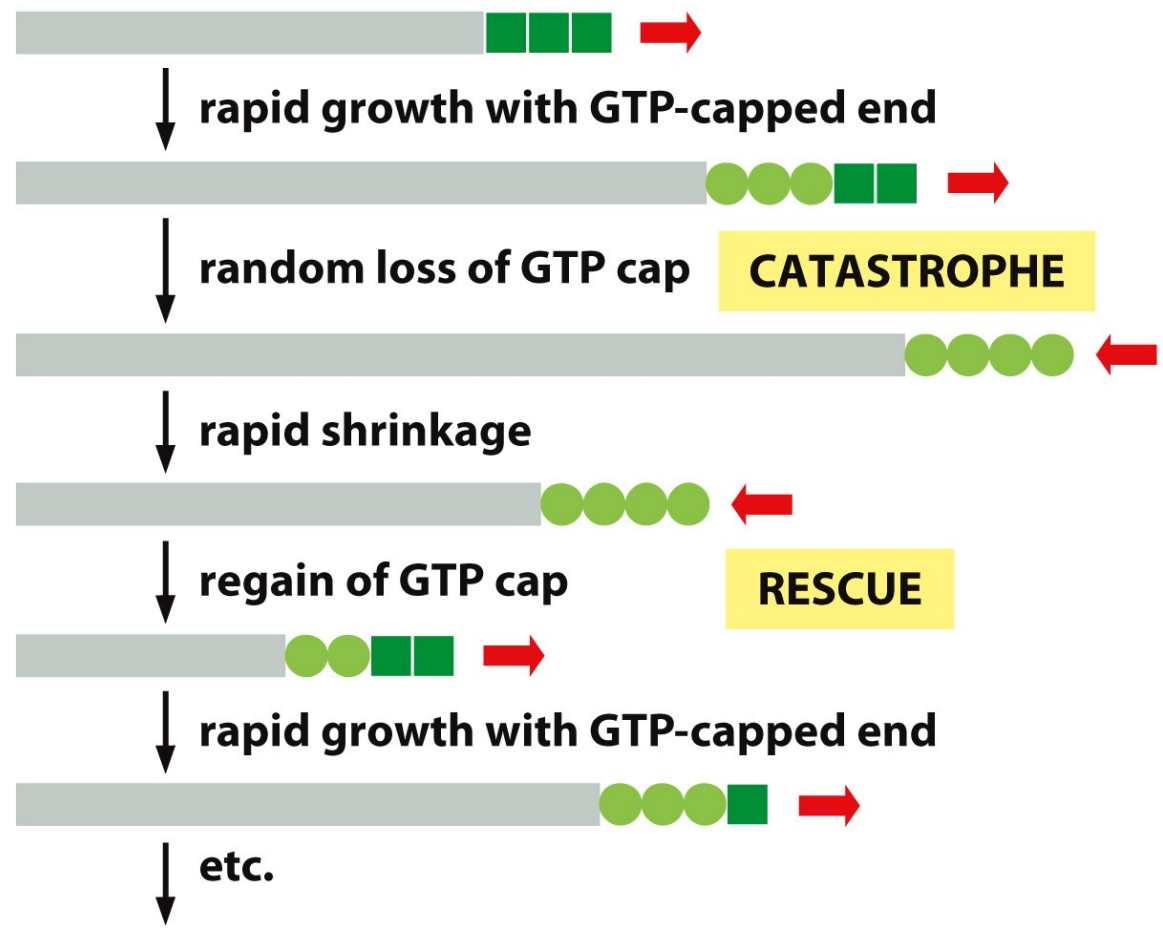 rapid growth with GTP-capped end
random loss of GTP cap
CATASTROPHE
rapid shrinkage
regain of GTP cap
RESCUE
rapid growth with GTP-capped end
etc.